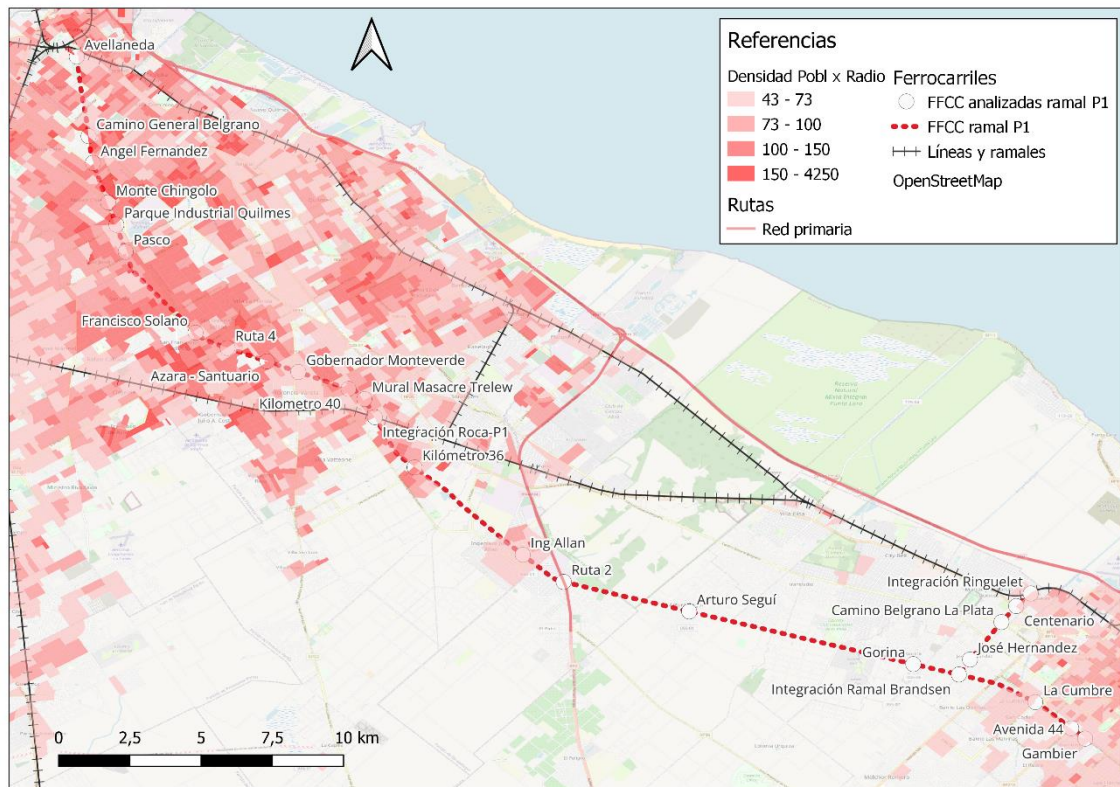 Avellaneda
Camino General Belgrano
Angel Fernandez
Monte Chingolo
Parque Industrial Quilmes
Pasco
Francisco Solano
Ruta 4
Azara - Santuario
Gobernador Monteverde
Mural Masacre Trelew
Kilometro 40
Integración Roca-P1
Kilómetro 36
Ing Allan
Ruta 2
Arturo Seguí
Gorina
Integración Ringuelet
Camino Belgrano La Plata
Centenario
José Hernandez
Integración Ramal Brandsen
La Cumbre
Avenida 44
Gambier
Referencias
Densidad Pobl x Radio
43 - 73
73 - 100
100 - 150
150 - 4250
Rutas
Red primaria
Ferrocarriles
FFCC analizadas ramal P1
FFCC ramal P1
Líneas y ramales
OpenStreetMap
0 2,5 5 7,5 10 km